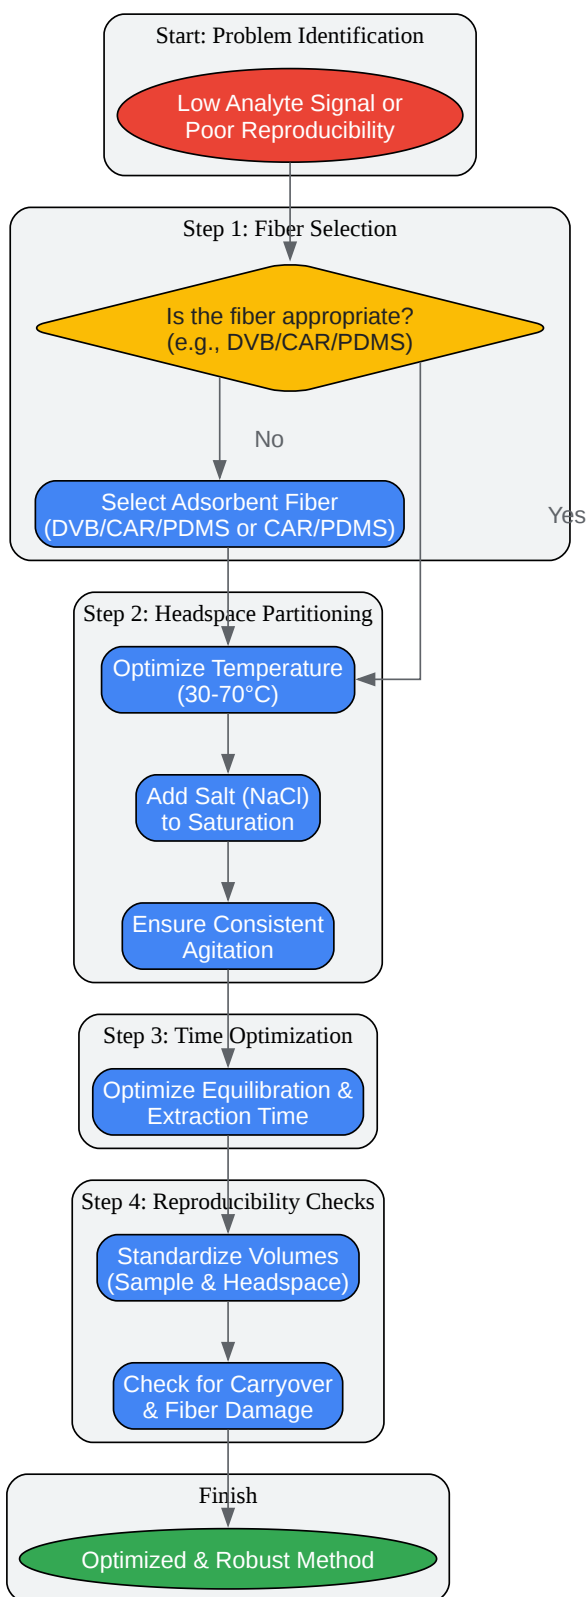 Start: Problem Identification
Low Analyte Signal or
Poor Reproducibility
Step 1: Fiber Selection
Is the fiber appropriate?
(e.g., DVB/CAR/PDMS)
No
Select Adsorbent Fiber
(DVB/CAR/PDMS or CAR/PDMS)
Yes
Step 2: Headspace Partitioning
Optimize Temperature
(30-70°C)
Add Salt (NaCl)
to Saturation
Ensure Consistent
Agitation
Step 3: Time Optimization
Optimize Equilibration &
Extraction Time
Step 4: Reproducibility Checks
Standardize Volumes
(Sample & Headspace)
Check for Carryover
& Fiber Damage
Finish
Optimized & Robust Method